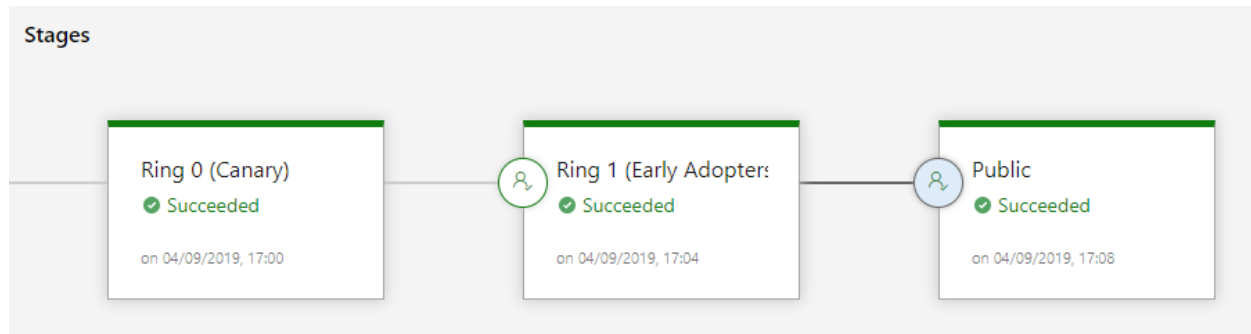 Stages
Ring 0 (Canary)
Succeeded
on 04/09/2019, 17:00
Ring 1 (Early Adopters
Succeeded
on 04/09/2019, 17:04
Public
Succeeded
on 04/09/2019, 17:08